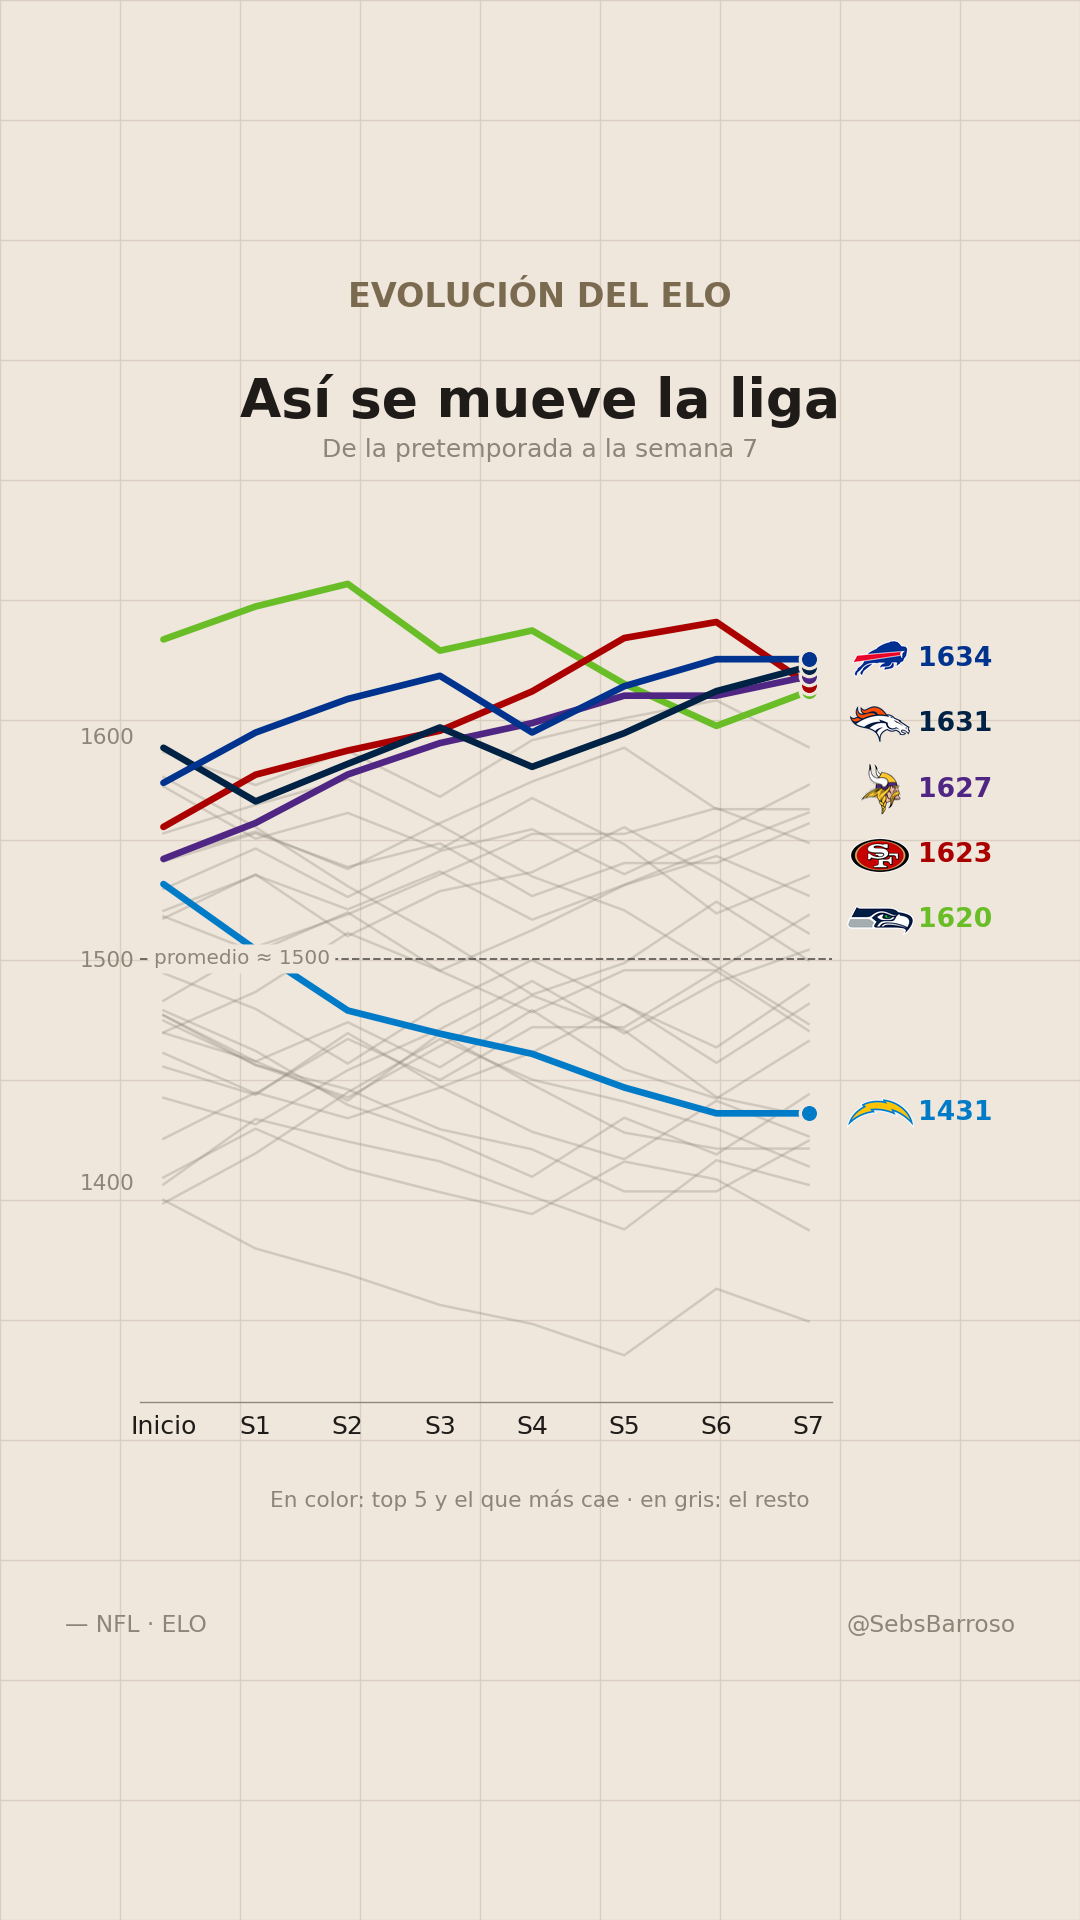 EVOLUCIÓN DEL ELO
Así se mueve la liga
De la pretemporada a la semana 7
1634
1600
1631
1627
1623
SF
1620
1500
promedio ≈ 1500
1431
1400
Inicio S1 S2 S3 S4 S5 S6 S7
En color: top 5 y el que más cae · en gris: el resto
— NFL · ELO
@SebsBarroso